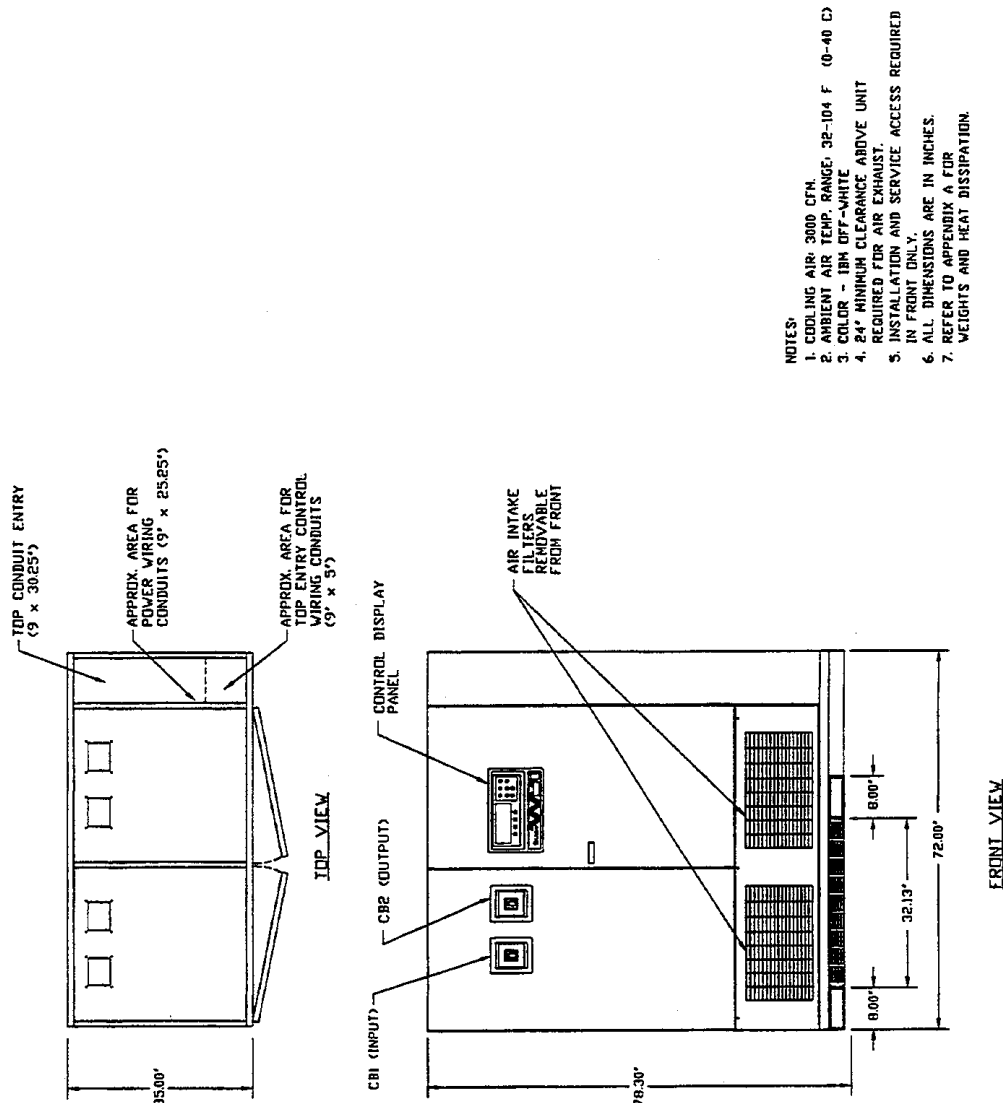 TOP CONDUIT ENTRY
(9 x 30.25")
APPROX. AREA FOR
POWER WIRING
CONDUITS (9" x 25.25")
APPROX. AREA FOR
TOP ENTRY CONTROL
WIRING CONDUITS
(9" x 5")
35.00"
TOP VIEW
CB1 (INPUT)
CB2 (OUTPUT)
CONTROL DISPLAY
PANEL
AIR INTAKE
FILTERS
REMOVABLE
FROM FRONT
78.30"
8.00"
32.13"
8.00"
72.00"
FRONT VIEW
NOTES:
1. COOLING AIR: 3000 CFM.
2. AMBIENT AIR TEMP. RANGE: 32-104 F (0-40 C)
3. COLOR - IBM OFF-WHITE
4. 24" MINIMUM CLEARANCE ABOVE UNIT
REQUIRED FOR AIR EXHAUST.
5. INSTALLATION AND SERVICE ACCESS REQUIRED
IN FRONT ONLY.
6. ALL DIMENSIONS ARE IN INCHES.
7. REFER TO APPENDIX A FOR
WEIGHTS AND HEAT DISSIPATION.